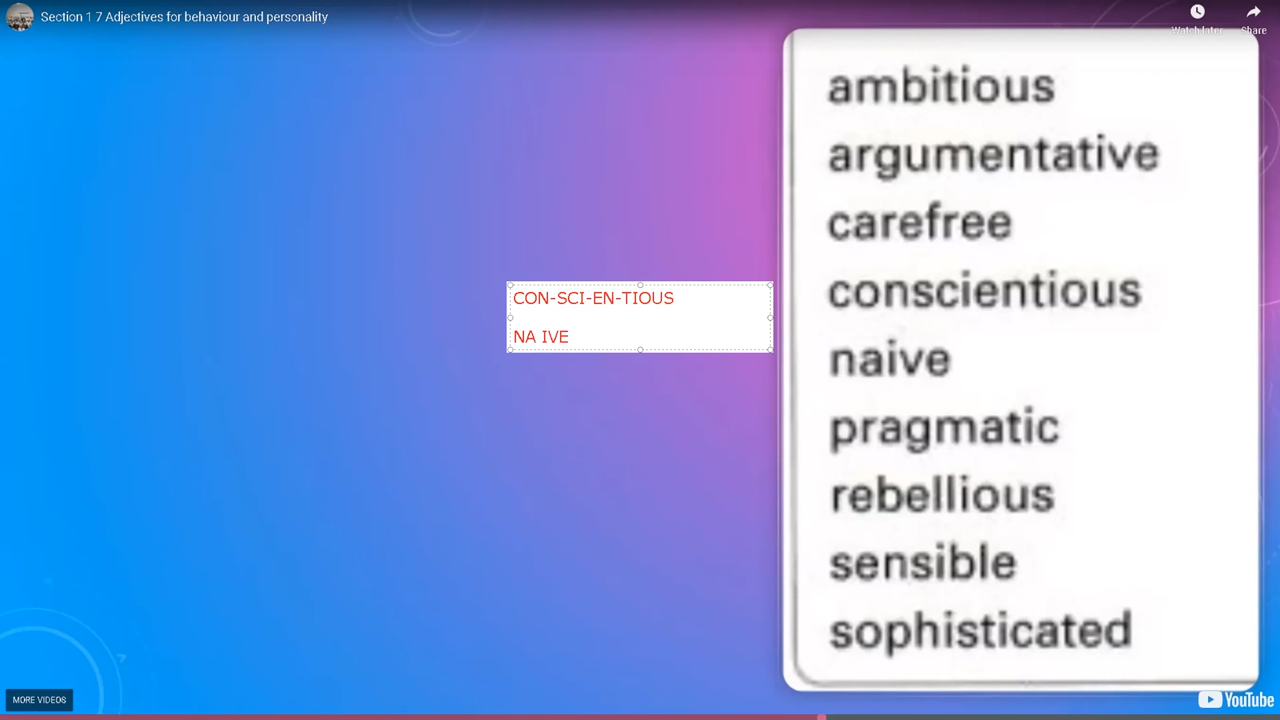 Section 1 7 Adjectives for behaviour and personality
Watch later
Share
ambitious
argumentative
carefree
CON-SCI-EN-TIOUS
conscientious
NA IVE
naive
pragmatic
rebellious
sensible
sophisticated
MORE VIDEOS
YouTube